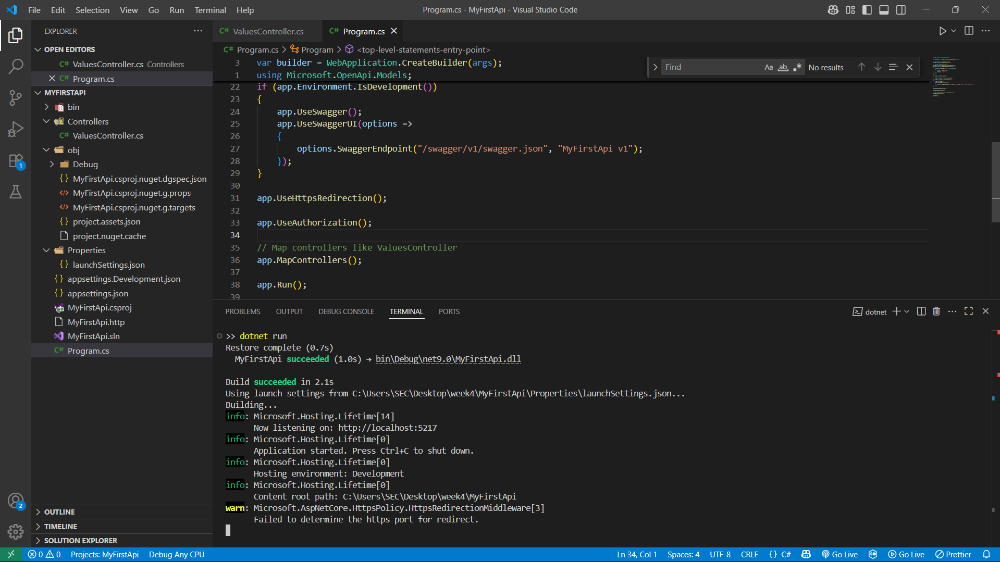 File Edit Selection View Go Run Terminal Help
Program.cs - MyFirstApi - Visual Studio Code
EXPLORER
OPEN EDITORS
ValuesController.cs Controllers
Program.cs
MYFIRSTAPI
bin
Controllers
ValuesController.cs
obj
Debug
MyFirstApi.csproj.nuget.dgspec.json
MyFirstApi.csproj.nuget.g.props
MyFirstApi.csproj.nuget.g.targets
project.assets.json
project.nuget.cache
Properties
launchSettings.json
appsettings.Development.json
appsettings.json
MyFirstApi.csproj
MyFirstApi.http
MyFirstApi.sln
Program.cs
OUTLINE
TIMELINE
SOLUTION EXPLORER
1
2
C# ValuesController.cs
C# Program.cs
C# Program.cs > Program > <top-level-statements-entry-point>
Find Aa ab .* No results
3 var builder = WebApplication.CreateBuilder(args);
1 using Microsoft.OpenApi.Models;
22 if (app.Environment.IsDevelopment())
23 {
24 app.UseSwagger();
25 app.UseSwaggerUI(options =>
26 {
27 options.SwaggerEndpoint("/swagger/v1/swagger.json", "MyFirstApi v1");
28 });
29 }
30
31 app.UseHttpsRedirection();
32
33 app.UseAuthorization();
34
35 // Map controllers like ValuesController
36 app.MapControllers();
37
38 app.Run();
39
PROBLEMS OUTPUT DEBUG CONSOLE TERMINAL PORTS
dotnet
>> dotnet run
Restore complete (0.7s)
MyFirstApi succeeded (1.0s) → bin\Debug\net9.0\MyFirstApi.dll
Build succeeded in 2.1s
Using launch settings from C:\Users\SEC\Desktop\week4\MyFirstApi\Properties\launchSettings.json...
Building...
info: Microsoft.Hosting.Lifetime[14]
Now listening on: http://localhost:5217
info: Microsoft.Hosting.Lifetime[0]
Application started. Press Ctrl+C to shut down.
info: Microsoft.Hosting.Lifetime[0]
Hosting environment: Development
info: Microsoft.Hosting.Lifetime[0]
Content root path: C:\Users\SEC\Desktop\week4\MyFirstApi
warn: Microsoft.AspNetCore.HttpsPolicy.HttpsRedirectionMiddleware[3]
Failed to determine the https port for redirect.
0 0 Projects: MyFirstApi Debug Any CPU
Ln 34, Col 1 Spaces: 4 UTF-8 CRLF {} C# Go Live Go Live Prettier